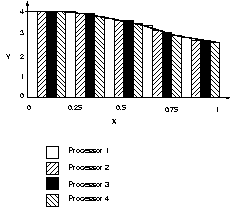 4
3
Y
2
1
0
0 0.25 0.5 0.75 1
X
Processor 1
Processor 2
Processor 3
Processor 4